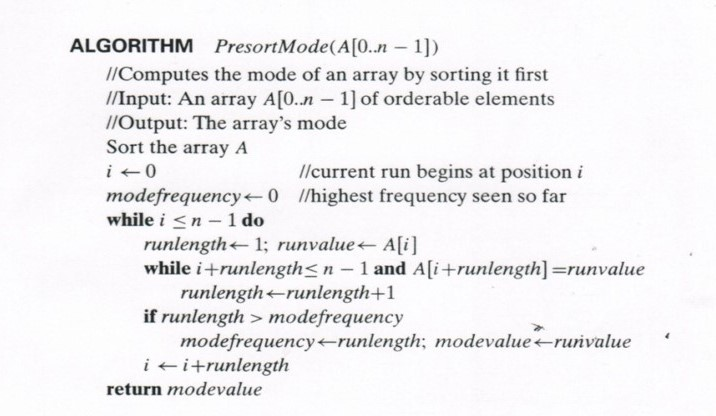 ALGORITHM PresortMode(A[0..n − 1])
//Computes the mode of an array by sorting it first
//Input: An array A[0..n − 1] of orderable elements
//Output: The array's mode
Sort the array A
i ←0 //current run begins at position i
modefrequency← 0 //highest frequency seen so far
while i ≤ n − 1 do
runlength← 1; runvalue← A[i]
while i+runlength≤ n − 1 and A[i+runlength]=runvalue
runlength←runlength+1
if runlength > modefrequency
modefrequency←runlength; modevalue←runvalue
i ← i+runlength
return modevalue